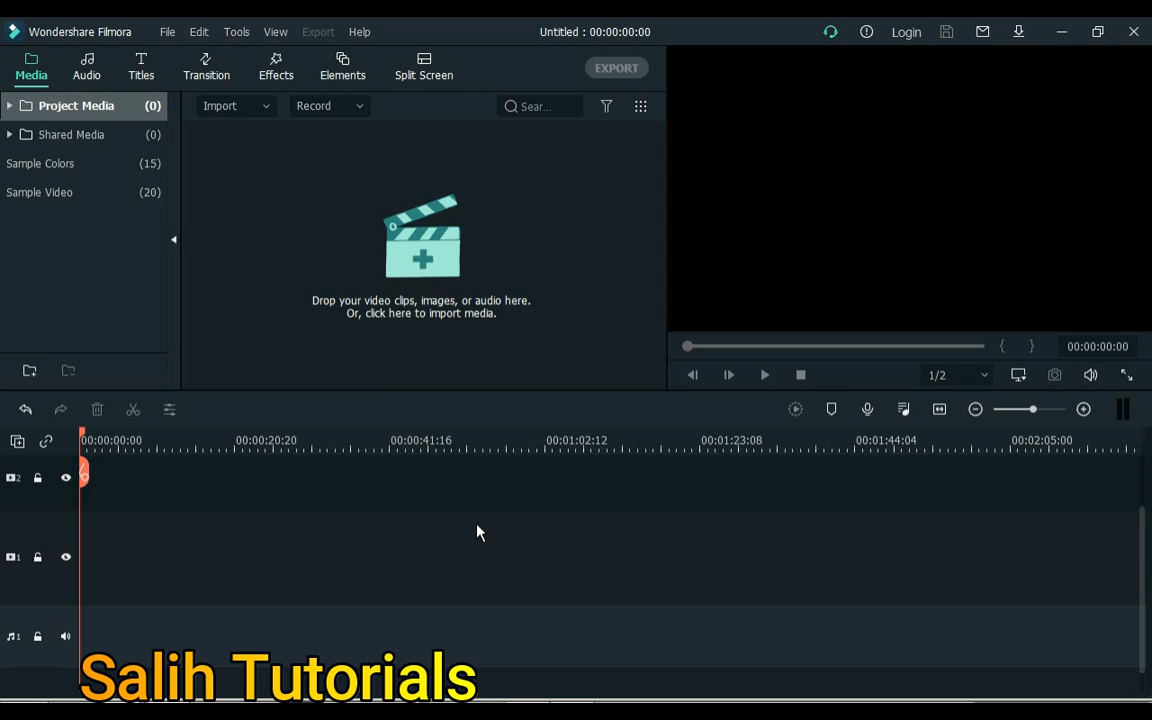 Wondershare Filmora File Edit Tools View Export Help Untitled : 00:00:00:00 Login
Media Audio Titles Transition Effects Elements Split Screen EXPORT
Project Media (0) Import Record Sear...
Shared Media (0)
Sample Colors (15)
Sample Video (20)
Drop your video clips, images, or audio here.
Or, click here to import media.
00:00:00:00
1/2
00:00:00:00 00:00:20:20 00:00:41:16 00:01:02:12 00:01:23:08 00:01:44:04 00:02:05:00
2
1
1
Salih Tutorials